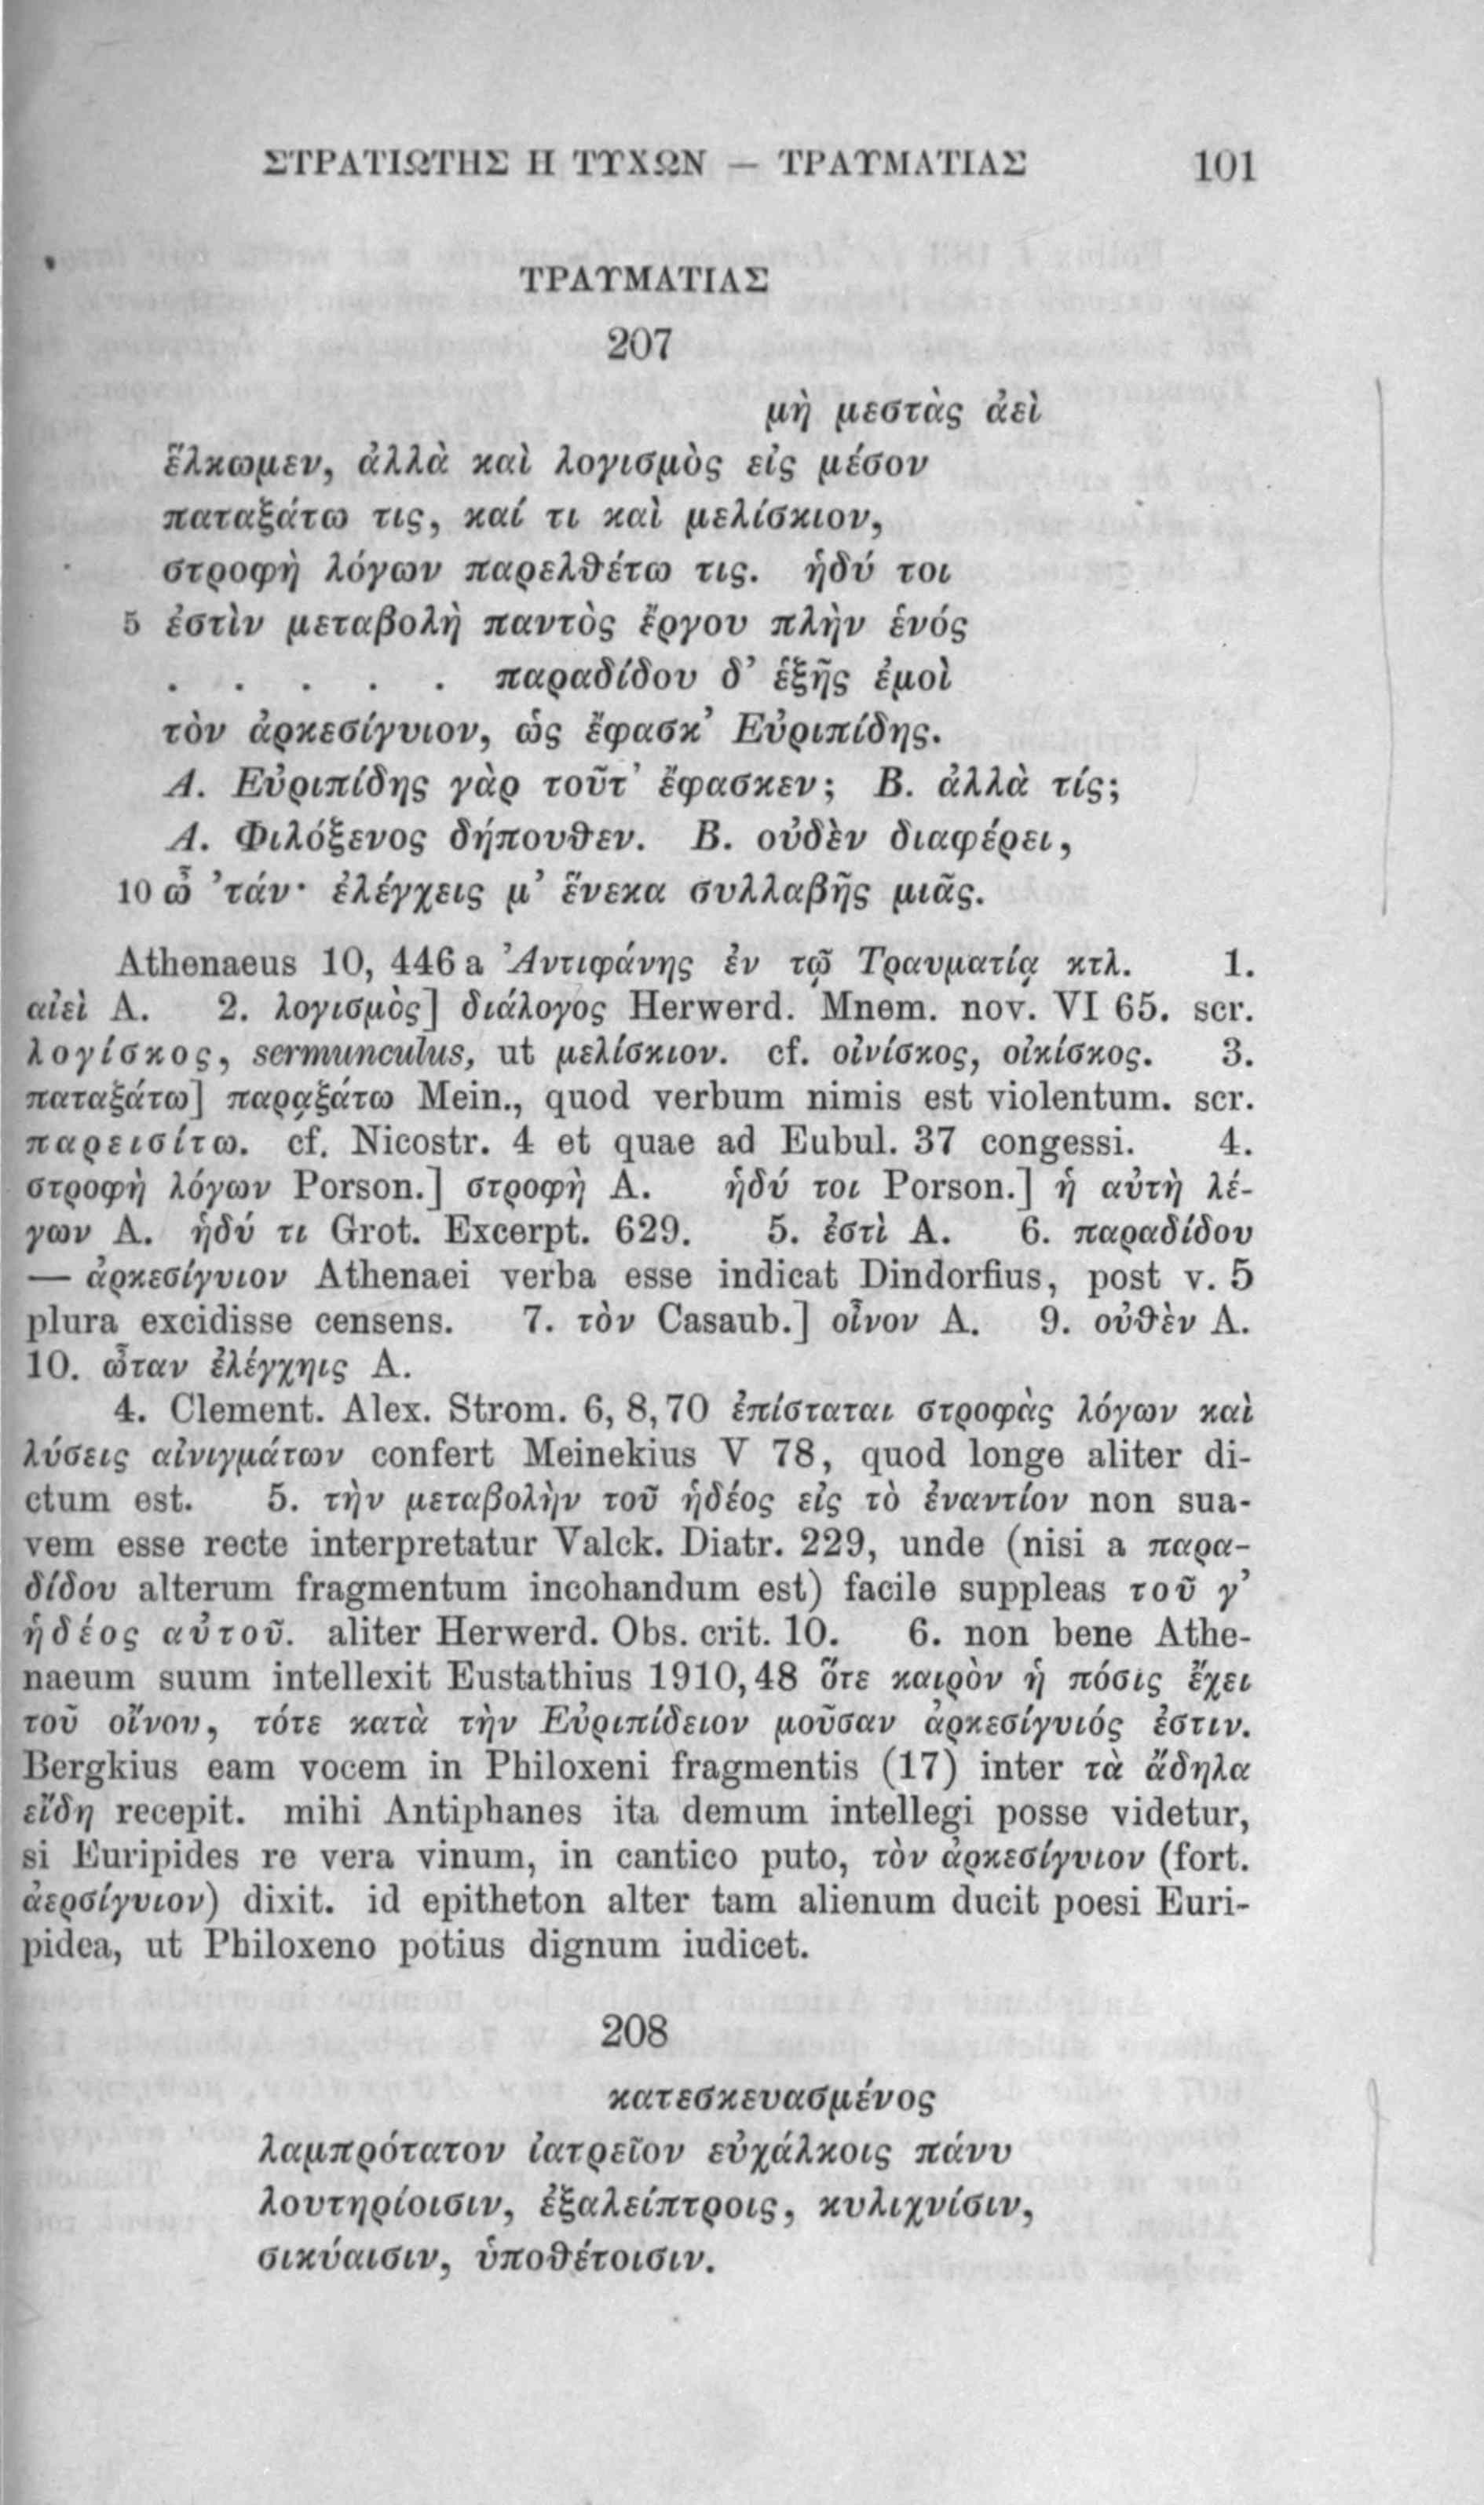 ΣΤΡΑΤΙΩΤΗΣ Η ΤΥΧΩΝ — ΤΡΑΥΜΑΤΙΑΣ 101
ΤΡΑΥΜΑΤΙΑΣ
207
μὴ μεστὰς ἀεὶ
ἕλκωμεν, ἀλλὰ καὶ λογισμὸς εἰς μέσον
παταξάτω τις, καί τι καὶ μελίσκιον,
στροφὴ λόγων παρελθέτω τις. ἡδύ τοι
5 ἐστὶν μεταβολὴ παντὸς ἔργου πλὴν ἑνός
. . . . . παραδίδου δ' ἑξῆς ἐμοὶ
τὸν ἀρκεσίγυιον, ὡς ἔφασκ' Εὐριπίδης.
Α. Εὐριπίδης γὰρ τοῦτ' ἔφασκεν; Β. ἀλλὰ τίς;
Α. Φιλόξενος δήπουθεν. Β. οὐδὲν διαφέρει,
10 ὦ 'τάν· ἐλέγχεις μ' ἕνεκα συλλαβῆς μιᾶς.
Athenaeus 10, 446 a Ἀντιφάνης ἐν τῷ Τραυματίᾳ κτλ. 1.
αἰεὶ A. 2. λογισμὸς] διάλογος Herwerd. Mnem. nov. VI 65. scr.
λογίσκος, sermunculus, ut μελίσκιον. cf. οἰνίσκος, οἰκίσκος. 3.
παταξάτω] παρᾳξάτω Mein., quod verbum nimis est violentum. scr.
παρεισίτω. cf. Nicostr. 4 et quae ad Eubul. 37 congessi. 4.
στροφὴ λόγων Porson.] στροφὴ A. ἡδύ τοι Porson.] ἡ αὐτὴ λέ-
γων A. ἡδύ τι Grot. Excerpt. 629. 5. ἐστὶ A. 6. παραδίδου
— ἀρκεσίγυιον Athenaei verba esse indicat Dindorfius, post v. 5
plura excidisse censens. 7. τὸν Casaub.] οἶνον A. 9. οὐθὲν A.
10. ὦταν ἐλέγχηις A.
4. Clement. Alex. Strom. 6, 8, 70 ἐπίσταται στροφὰς λόγων καὶ
λύσεις αἰνιγμάτων confert Meinekius V 78, quod longe aliter di-
ctum est. 5. τὴν μεταβολὴν τοῦ ἡδέος εἰς τὸ ἐναντίον non sua-
vem esse recte interpretatur Valck. Diatr. 229, unde (nisi a παρα-
δίδου alterum fragmentum incohandum est) facile suppleas τοῦ γ'
ἡδέος αὐτοῦ. aliter Herwerd. Obs. crit. 10. 6. non bene Athe-
naeum suum intellexit Eustathius 1910, 48 ὅτε καιρὸν ἡ πόσις ἔχει
τοῦ οἴνου, τότε κατὰ τὴν Εὐριπίδειον μοῦσαν ἀρκεσίγυιός ἐστιν.
Bergkius eam vocem in Philoxeni fragmentis (17) inter τὰ ἄδηλα
εἴδη recepit. mihi Antiphanes ita demum intellegi posse videtur,
si Euripides re vera vinum, in cantico puto, τὸν ἀρκεσίγυιον (fort.
ἀερσίγυιον) dixit. id epitheton alter tam alienum ducit poesi Euri-
pidea, ut Philoxeno potius dignum iudicet.
208
κατεσκευασμένος
λαμπρότατον ἰατρεῖον εὐχάλκοις πάνυ
λουτηρίοισιν, ἐξαλείπτροις, κυλιχνίσιν,
σικύαισιν, ὑποθέτοισιν.